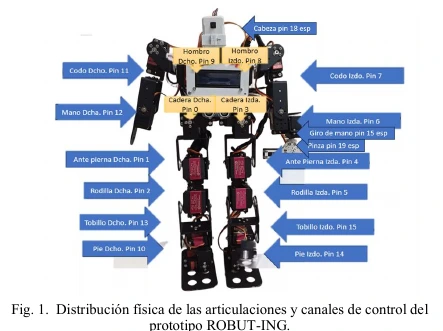 Cabeza pin 18 esp
Hombro
Dcho. Pin 9
Hombro
Izdo. Pin 8
Codo Dcho. Pin 11
Codo Izdo. Pin 7
Mano Dcha. Pin 12
Cadera Dcha.
Pin 0
Cadera Izda.
Pin 3
Mano Izda. Pin 6
Giro de mano pin 15 esp
Pinza pin 19 esp
Ante pierna Dcha. Pin 1
Ante Pierna Izda. Pin 4
Rodilla Dcha. Pin 2
Rodilla Izda. Pin 5
Tobillo Dcho. Pin 13
Tobillo Izdo. Pin 15
Pie Dcho. Pin 10
Pie Izdo. Pin 14
Fig. 1. Distribución física de las articulaciones y canales de control del
prototipo ROBUT-ING.